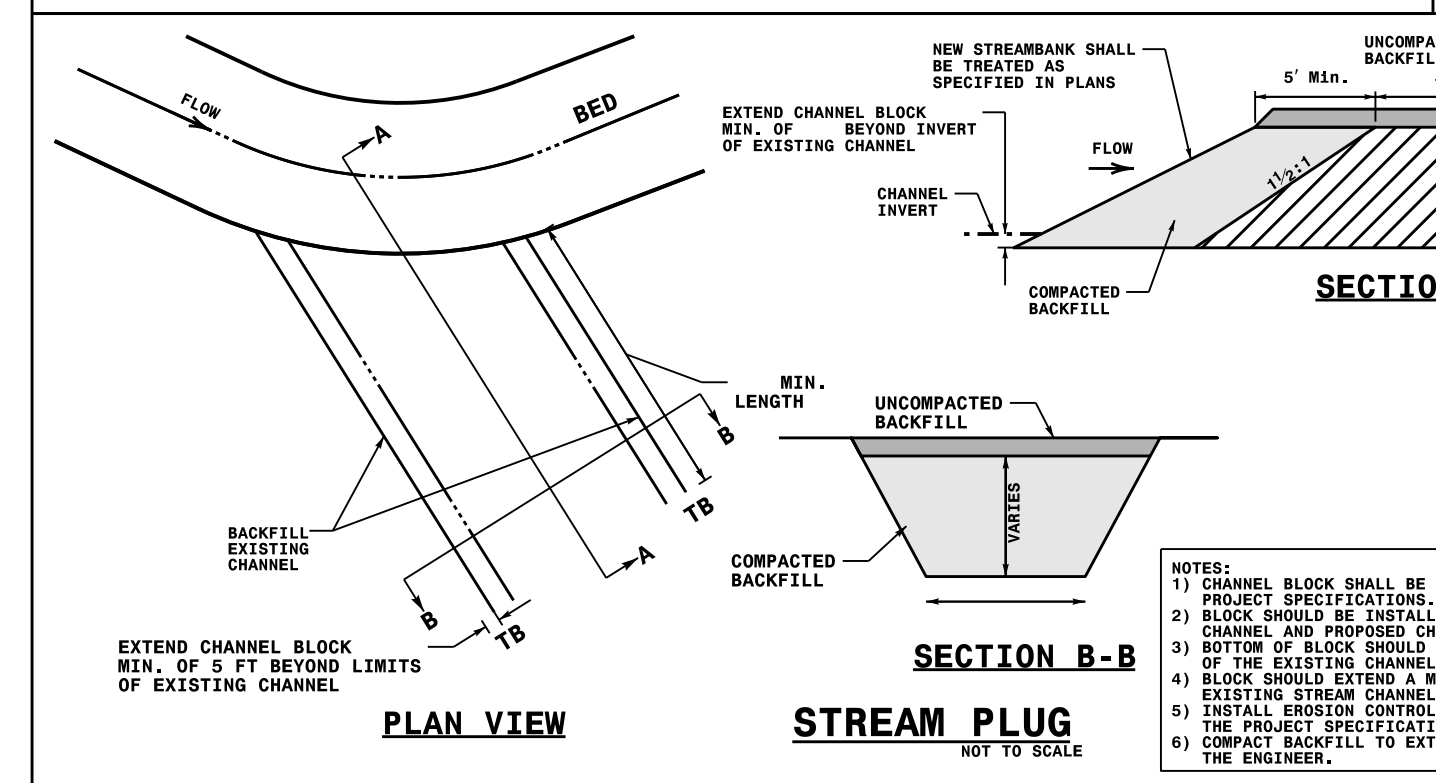 FLOW
BED
A
A
B
B
TB
TB
MIN.
LENGTH
BACKFILL
EXISTING
CHANNEL
EXTEND CHANNEL BLOCK
MIN. OF 5 FT BEYOND LIMITS
OF EXISTING CHANNEL
PLAN VIEW
NEW STREAMBANK SHALL
BE TREATED AS
SPECIFIED IN PLANS
EXTEND CHANNEL BLOCK
MIN. OF BEYOND INVERT
OF EXISTING CHANNEL
FLOW
CHANNEL
INVERT
5' Min.
UNCOMPA
BACKFIL
1 1/2:1
COMPACTED
BACKFILL
SECTIO
UNCOMPACTED
BACKFILL
VARIES
COMPACTED
BACKFILL
SECTION B-B
STREAM PLUG
NOT TO SCALE
NOTES:
1) CHANNEL BLOCK SHALL BE
PROJECT SPECIFICATIONS.
2) BLOCK SHOULD BE INSTALL
CHANNEL AND PROPOSED CH
3) BOTTOM OF BLOCK SHOULD
OF THE EXISTING CHANNEL
4) BLOCK SHOULD EXTEND A M
EXISTING STREAM CHANNEL
5) INSTALL EROSION CONTROL
THE PROJECT SPECIFICATI
6) COMPACT BACKFILL TO EXT
THE ENGINEER.